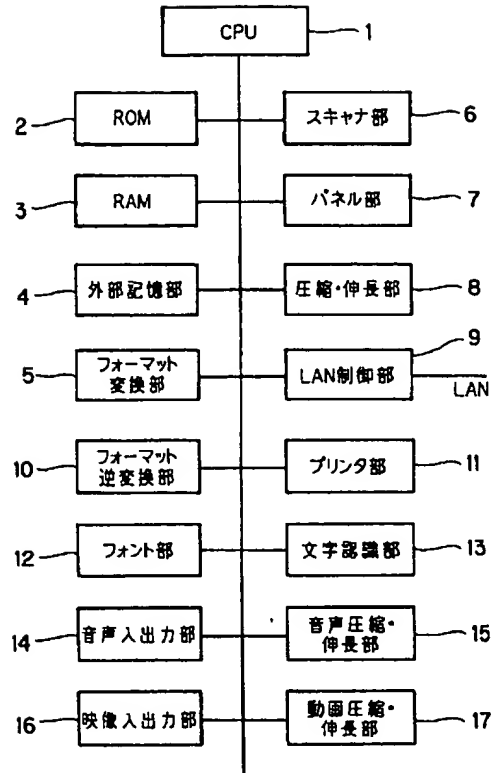 CPU 1
2 ROM スキャナ部 6
3 RAM パネル部 7
4 外部記憶部 圧縮・伸長部 8
5 フォーマット
変換部 LAN制御部 9
LAN
10 フォーマット
逆変換部 プリンタ部 11
12 フォント部 文字認識部 13
14 音声入出力部 音声圧縮・
伸長部 15
16 映像入出力部 動画圧縮・
伸長部 17